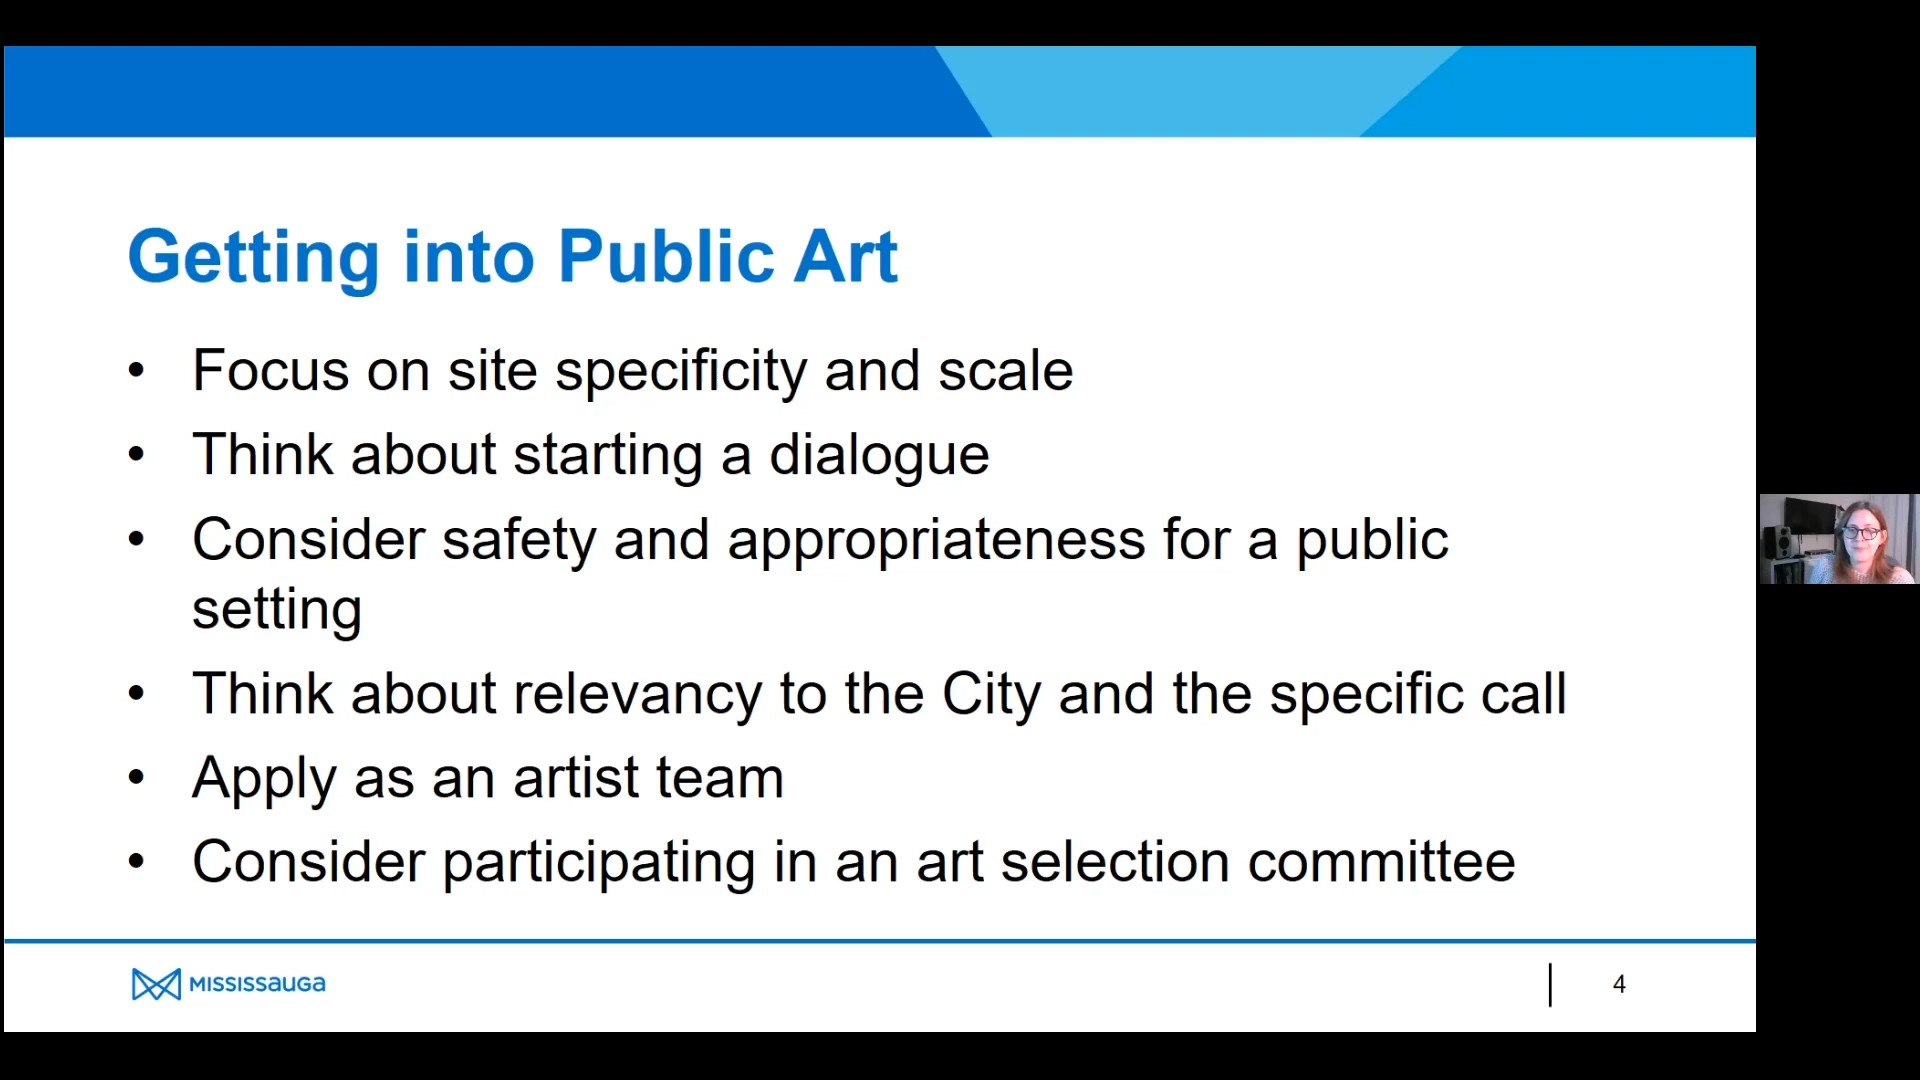 Getting into Public Art
• Focus on site specificity and scale
• Think about starting a dialogue
• Consider safety and appropriateness for a public
setting
• Think about relevancy to the City and the specific call
• Apply as an artist team
• Consider participating in an art selection committee
MISSISSAUGA
4